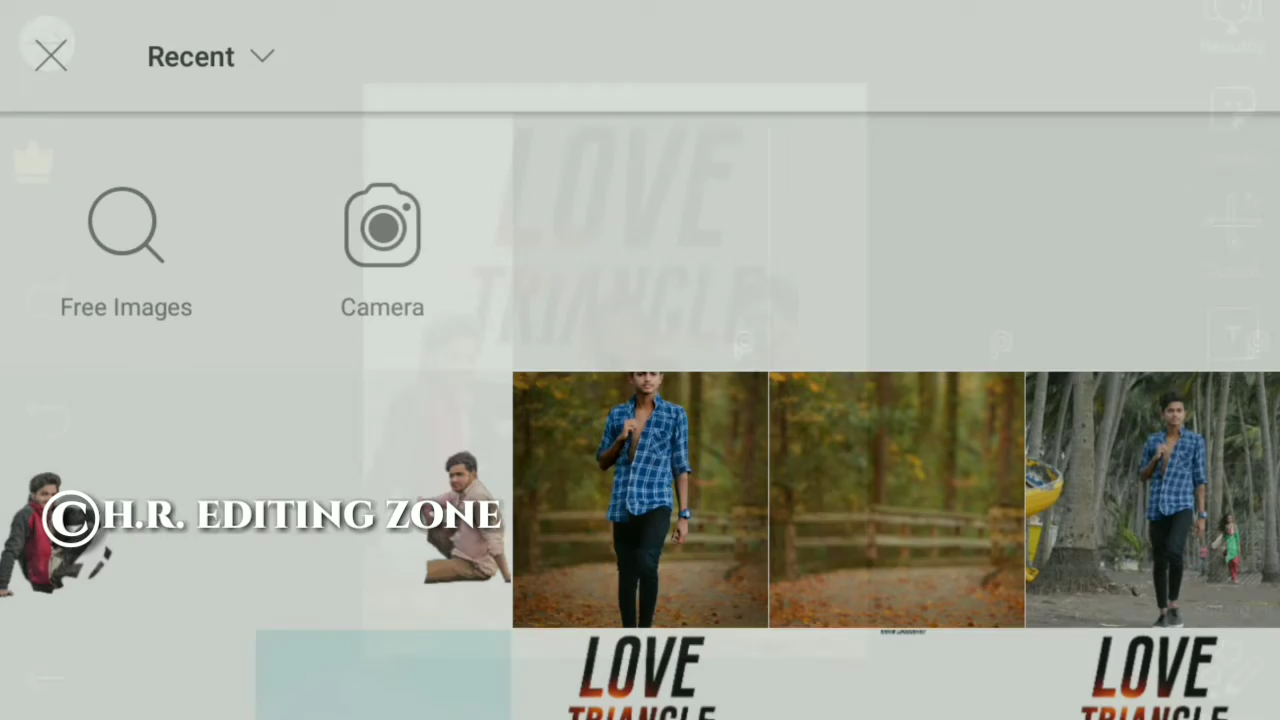 Recent
LOVE
TRIANGLE
Free Images
Camera
©H.R. EDITING ZONE
LOVE
TRIANGLE
LOVE
TRIANGLE